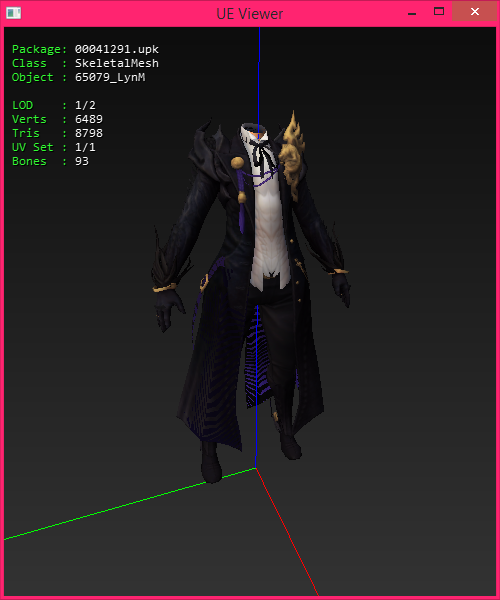 UE Viewer
Package: 00041291.upk
Class  : SkeletalMesh
Object : 65079_LynM
LOD    : 1/2
Verts  : 6489
Tris   : 8798
UV Set : 1/1
Bones  : 93